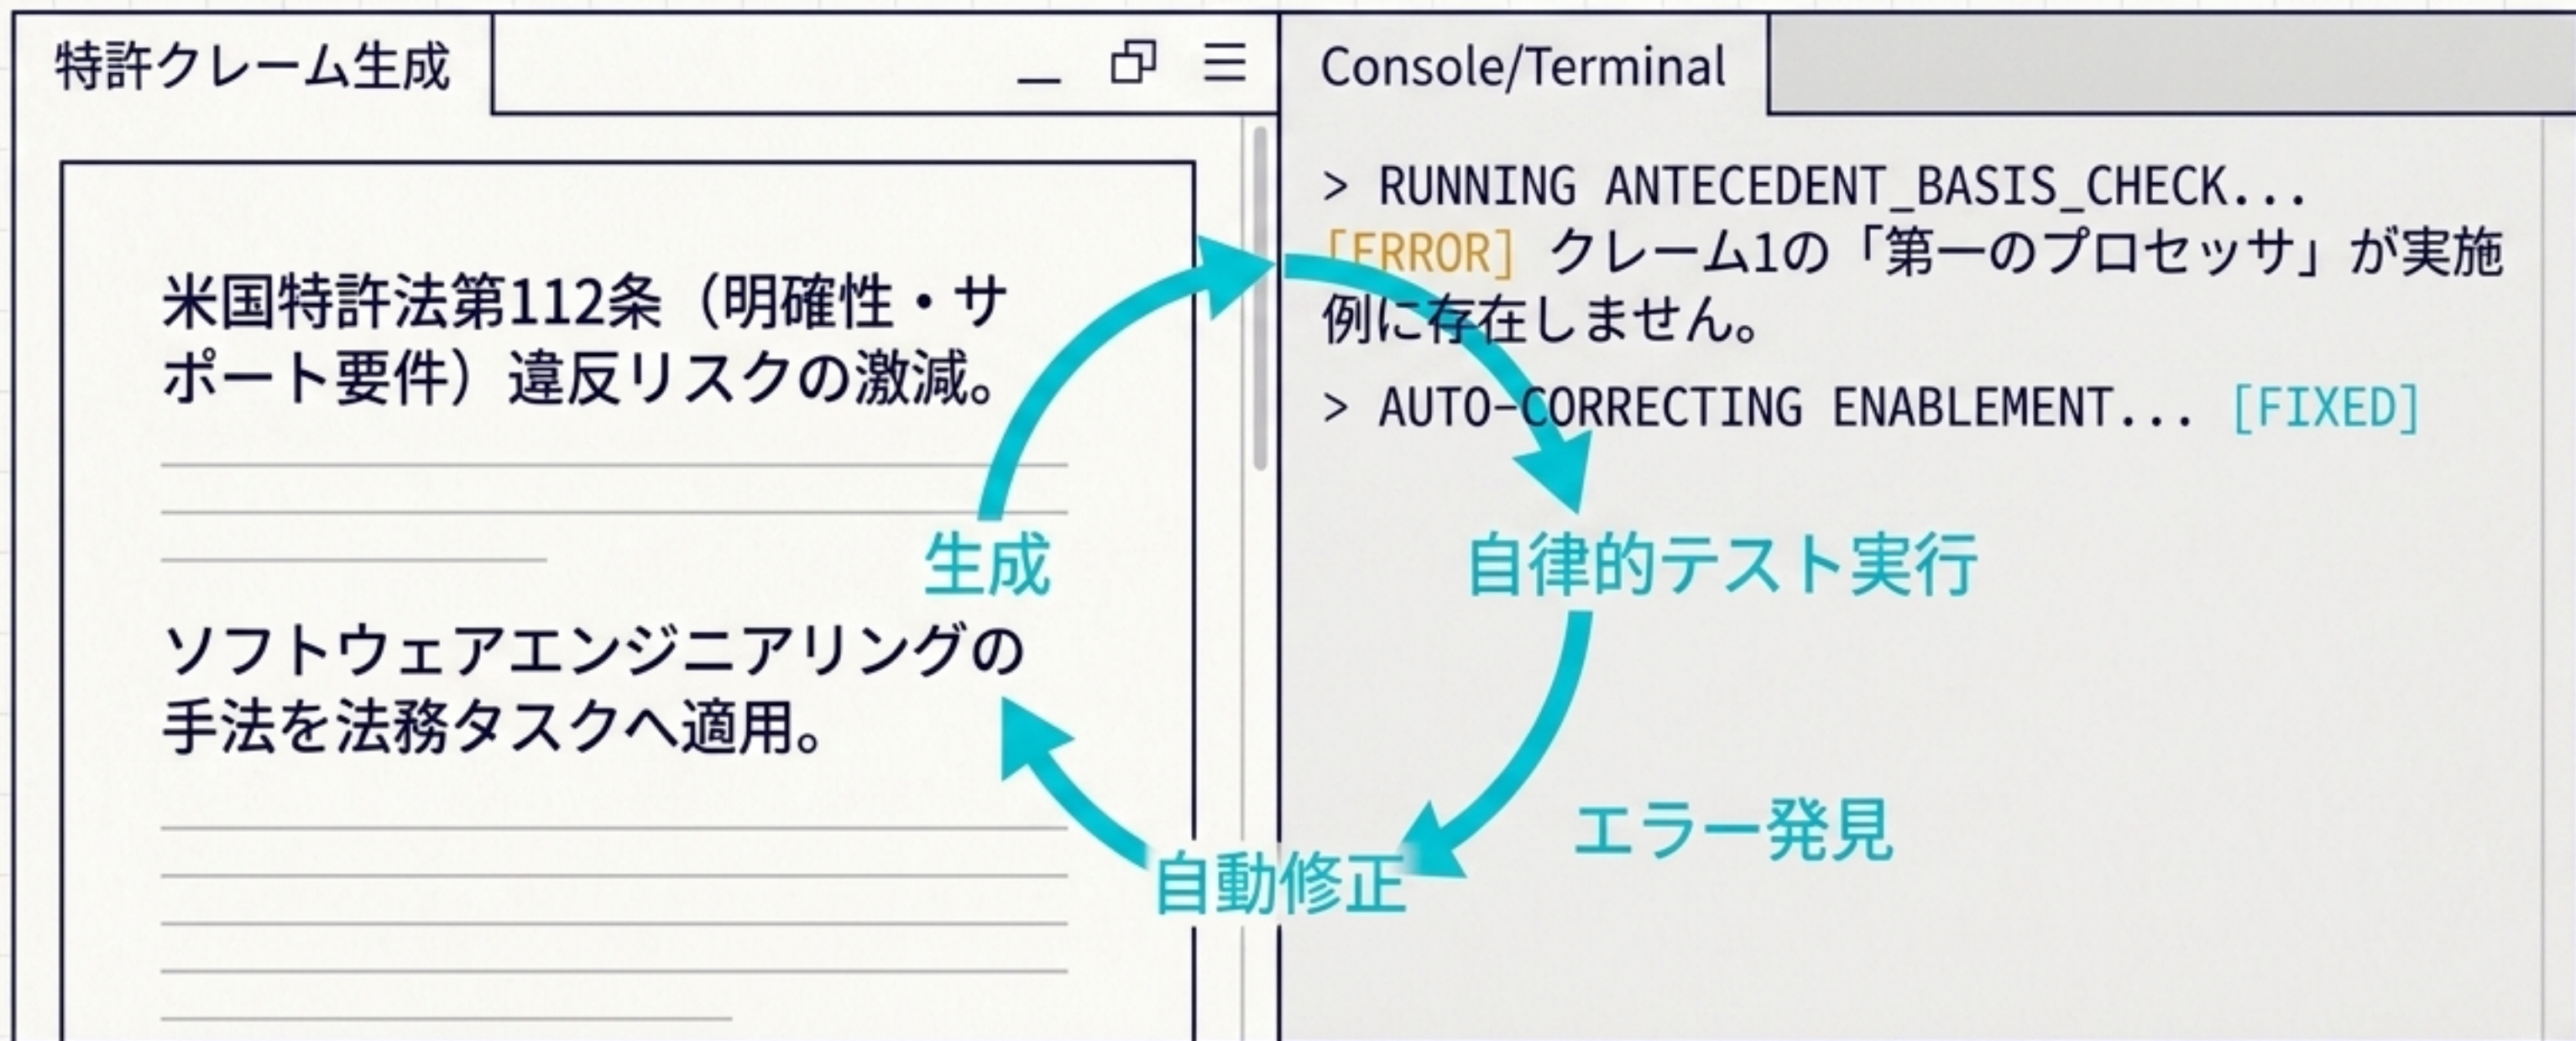 特許クレーム生成
米国特許法第112条（明確性・サ
ポート要件）違反リスクの激減。
生成
ソフトウェアエンジニアリングの
手法を法務タスクへ適用。
自動修正
Console/Terminal
> RUNNING ANTECEDENT_BASIS_CHECK...
[ERROR] クレーム1の「第一のプロセッサ」が実施
例に存在しません。
> AUTO-CORRECTING ENABLEMENT... [FIXED]
自律的テスト実行
エラー発見